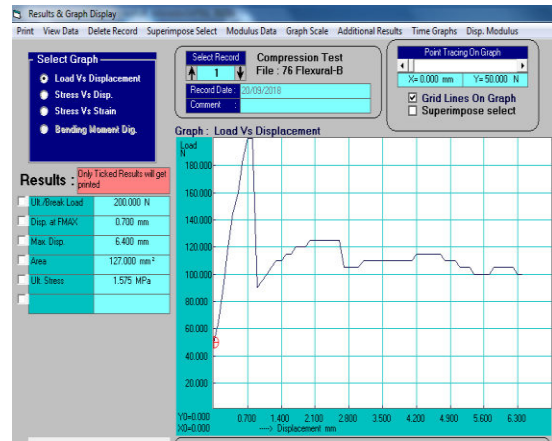 Results & Graph Display
Print View Data Delete Record Superimpose Select Modulus Data Graph Scale Additional Results Time Graphs Disp. Modulus
Select Graph
Load Vs Displacement
Stress Vs Disp.
Stress Vs Strain
Bending Moment Dig.
Select Record
1
Compression Test
File : 76 Flexural-B
Record Date : 20/09/2018
Comment :
Point Tracing On Graph
X= 0.000 mm Y= 50.000 N
Grid Lines On Graph
Superimpose select
Results : Only Ticked Results will get printed
Ult./Break Load 200.000 N
Disp. at FMAX 0.700 mm
Max. Disp. 6.400 mm
Area 127.000 mm²
Ult. Stress 1.575 MPa
Graph : Load Vs Displacement
Load
N
180.000
160.000
140.000
120.000
100.000
80.000
60.000
40.000
20.000
Y0=0.000
X0=0.000
0.700 1.400 2.100 2.800 3.500 4.200 4.900 5.600 6.300
----> Displacement mm